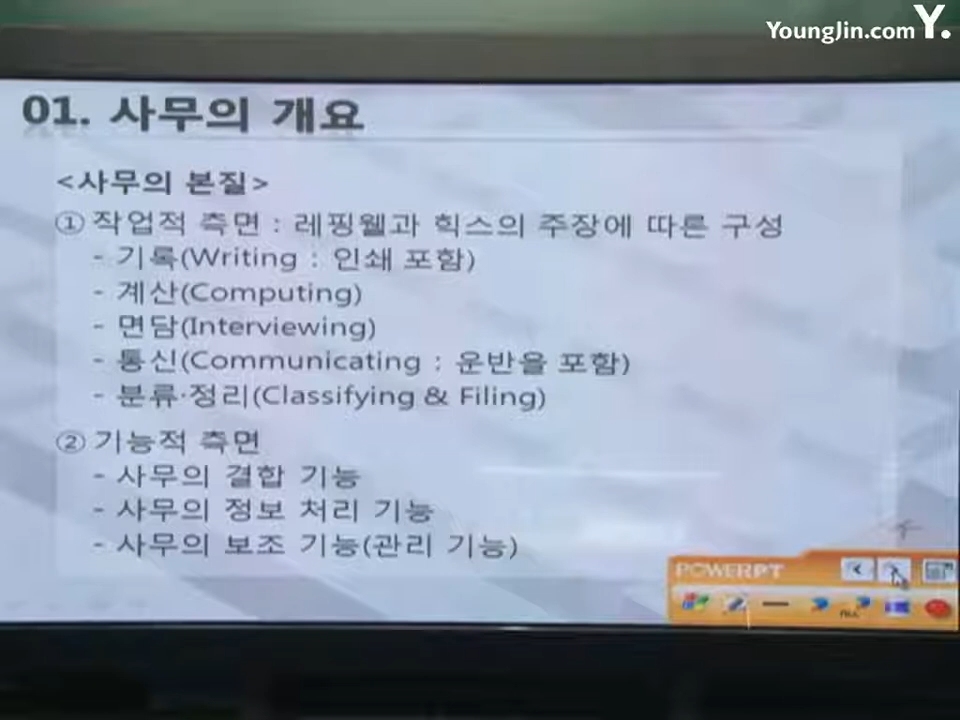 YoungJin.com Y.
01. 사무의 개요
<사무의 본질>
① 작업적 측면 : 레핑웰과 힉스의 주장에 따른 구성
- 기록(Writing : 인쇄 포함)
- 계산(Computing)
- 면담(Interviewing)
- 통신(Communicating : 운반을 포함)
- 분류·정리(Classifying & Filing)
② 기능적 측면
- 사무의 결합 기능
- 사무의 정보 처리 기능
- 사무의 보조 기능(관리 기능)
POWERPT